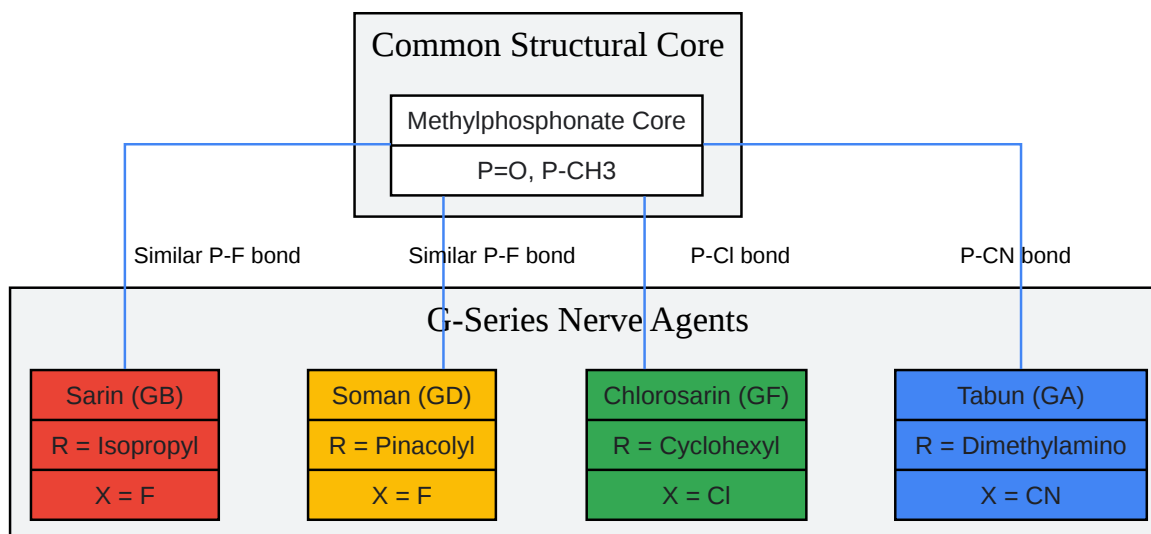 Common Structural Core
Methylphosphonate Core
P=O, P-CH3
Similar P-F bond
Similar P-F bond
P-Cl bond
P-CN bond
G-Series Nerve Agents
Sarin (GB)
R = Isopropyl
X = F
Soman (GD)
R = Pinacolyl
X = F
Chlorosarin (GF)
R = Cyclohexyl
X = Cl
Tabun (GA)
R = Dimethylamino
X = CN